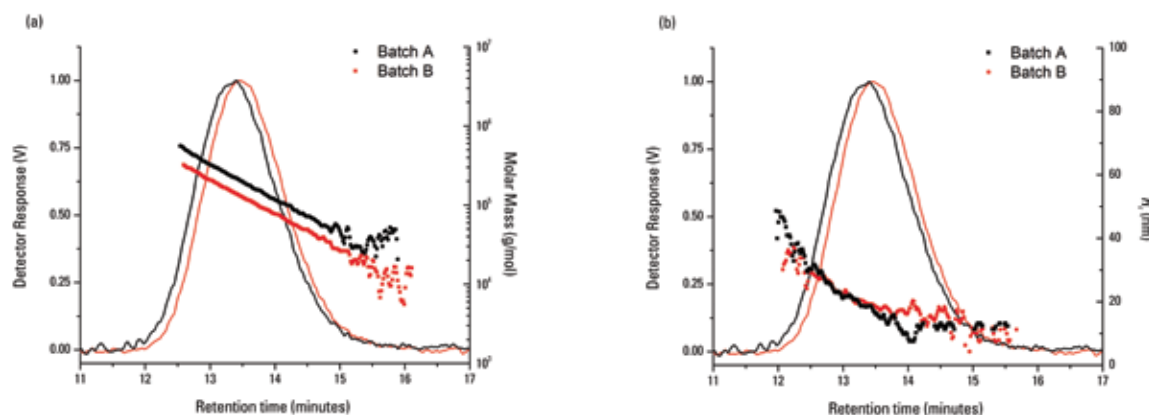 (a)
Batch A
Batch B
1.00
0.75
0.50
0.25
0.00
Detector Response (V)
10⁷
10⁶
10⁵
10⁴
10³
Molar Mass (g/mol)
11 12 13 14 15 16 17
Retention time (minutes)
(b)
Batch A
Batch B
1.00
0.75
0.50
0.25
0.00
Detector Response (V)
100
80
60
40
20
0
(nm)
11 12 13 14 15 16 17
Retention time (minutes)